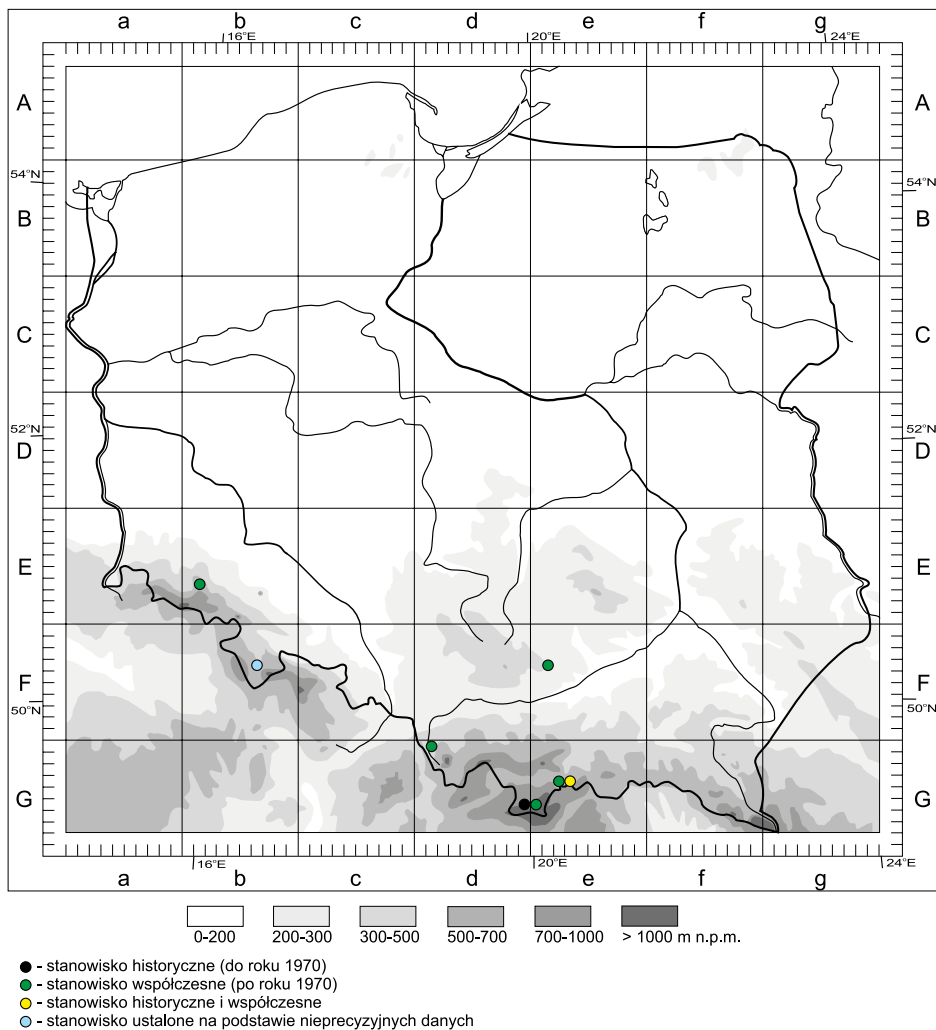 a b c d e f g
16°E 20°E 24°E
A A
54°N 54°N
B B
C C
52°N 52°N
D D
E E
F F
50°N 50°N
G G
16°E 20°E 24°E
a b c d e f g
0-200 200-300 300-500 500-700 700-1000 > 1000 m n.p.m.
- stanowisko historyczne (do roku 1970)
- stanowisko współczesne (po roku 1970)
- stanowisko historyczne i współczesne
- stanowisko ustalone na podstawie nieprecyzyjnych danych